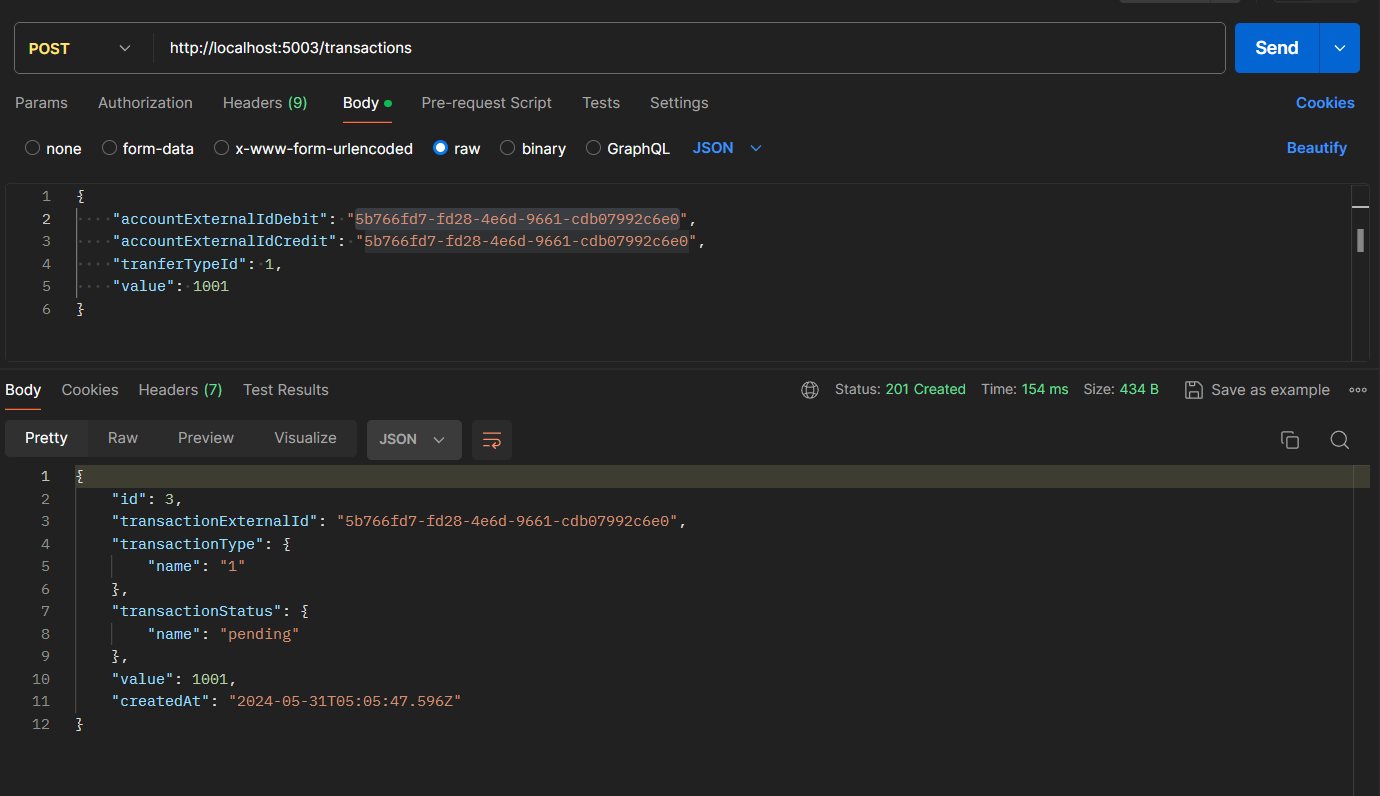 POST http://localhost:5003/transactions Send
Params Authorization Headers (9) Body Pre-request Script Tests Settings Cookies
none form-data x-www-form-urlencoded raw binary GraphQL JSON Beautify
1 {
2 "accountExternalIdDebit": "5b766fd7-fd28-4e6d-9661-cdb07992c6e0",
3 "accountExternalIdCredit": "5b766fd7-fd28-4e6d-9661-cdb07992c6e0",
4 "tranferTypeId": 1,
5 "value": 1001
6 }
Body Cookies Headers (7) Test Results Status: 201 Created Time: 154 ms Size: 434 B Save as example
Pretty Raw Preview Visualize JSON
1 {
2 "id": 3,
3 "transactionExternalId": "5b766fd7-fd28-4e6d-9661-cdb07992c6e0",
4 "transactionType": {
5 "name": "1"
6 },
7 "transactionStatus": {
8 "name": "pending"
9 },
10 "value": 1001,
11 "createdAt": "2024-05-31T05:05:47.596Z"
12 }